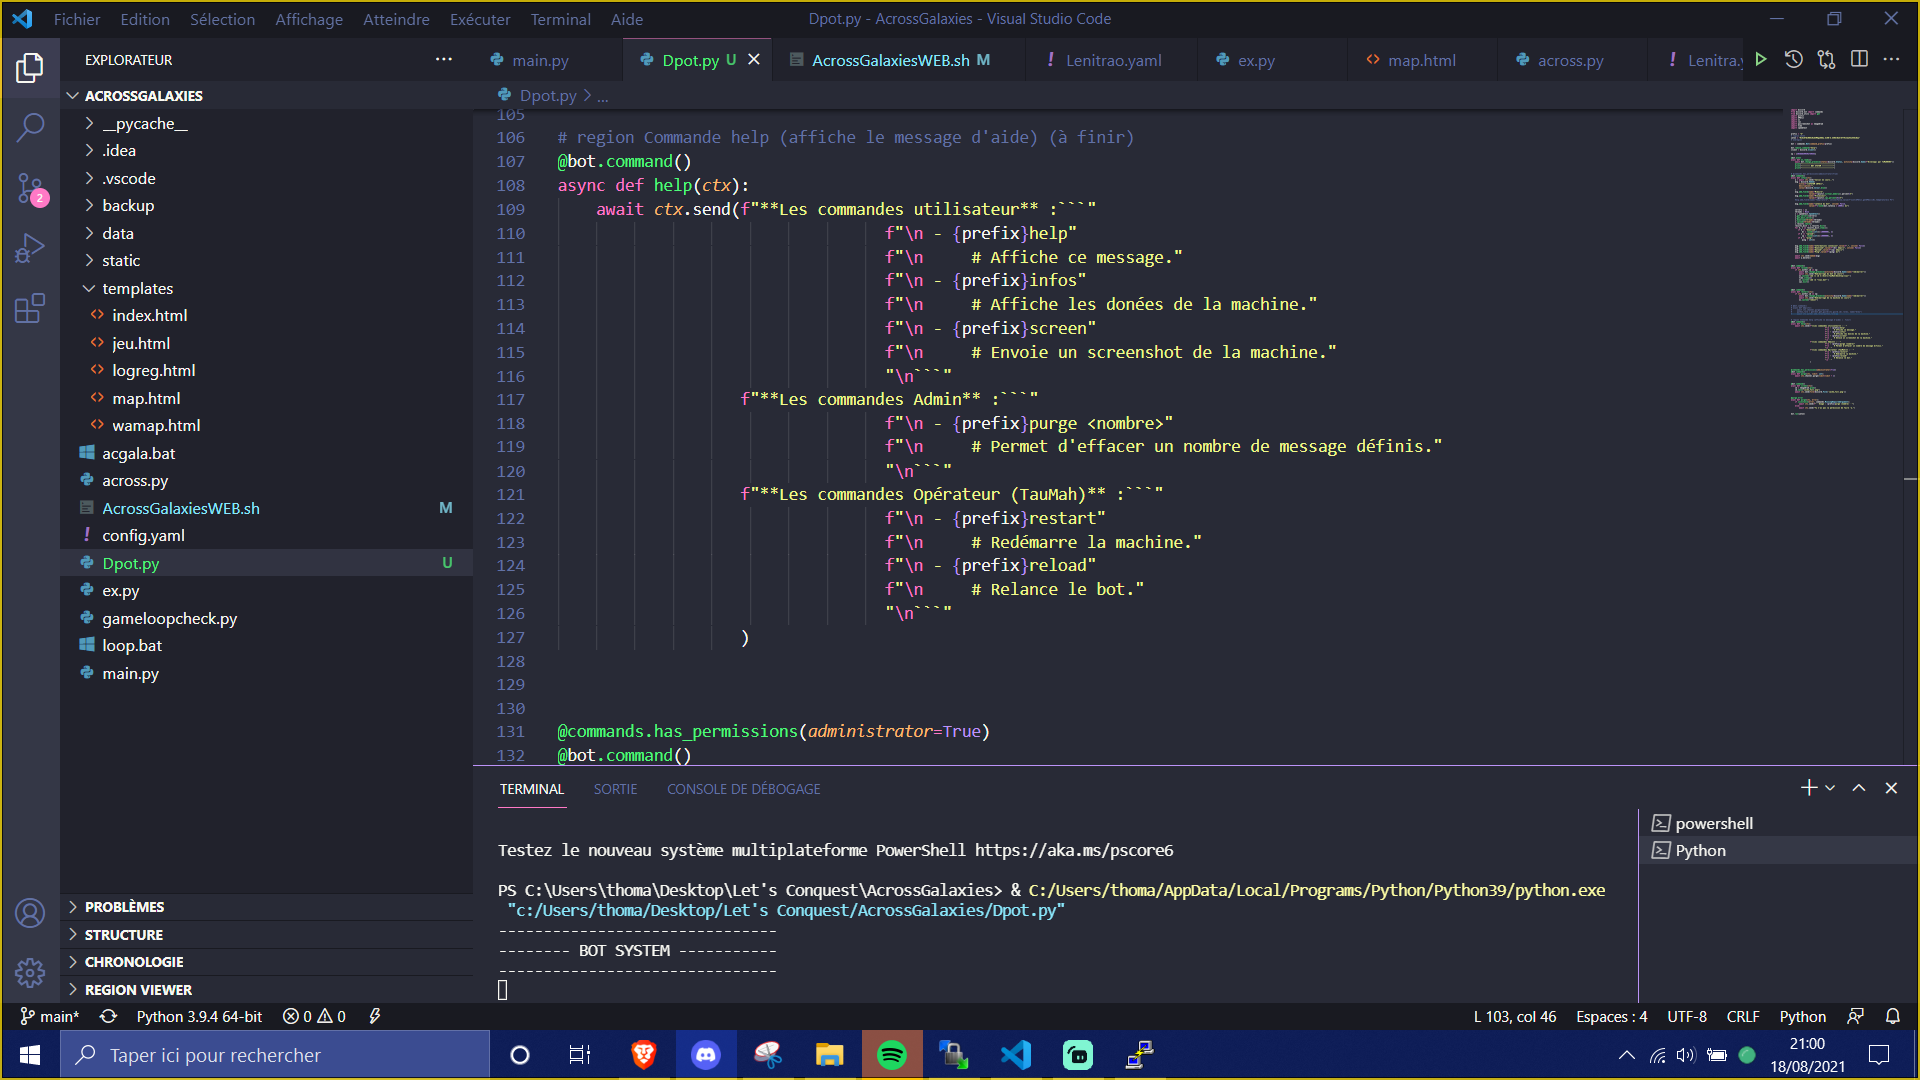 Fichier Edition Sélection Affichage Atteindre Exécuter Terminal Aide
Dpot.py - AcrossGalaxies - Visual Studio Code
EXPLORATEUR
main.py
Dpot.py U
AcrossGalaxiesWEB.sh M
! Lenitrao.yaml
ex.py
map.html
across.py
! Lenitra.y
ACROSSGALAXIES
__pycache__
.idea
.vscode
backup
data
static
templates
index.html
jeu.html
logreg.html
map.html
wamap.html
acgala.bat
across.py
AcrossGalaxiesWEB.sh M
! config.yaml
Dpot.py U
ex.py
gameloopcheck.py
loop.bat
main.py
PROBLÈMES
STRUCTURE
CHRONOLOGIE
REGION VIEWER
2
Dpot.py > ...
105
106 # region Commande help (affiche le message d'aide) (à finir)
107 @bot.command()
108 async def help(ctx):
109 await ctx.send(f"**Les commandes utilisateur** :```"
110 f"\n - {prefix}help"
111 f"\n     # Affiche ce message."
112 f"\n - {prefix}infos"
113 f"\n     # Affiche les donées de la machine."
114 f"\n - {prefix}screen"
115 f"\n     # Envoie un screenshot de la machine."
116 "\n```"
117 f"**Les commandes Admin** :```"
118 f"\n - {prefix}purge <nombre>"
119 f"\n     # Permet d'effacer un nombre de message définis."
120 "\n```"
121 f"**Les commandes Opérateur (TauMah)** :```"
122 f"\n - {prefix}restart"
123 f"\n     # Redémarre la machine."
124 f"\n - {prefix}reload"
125 f"\n     # Relance le bot."
126 "\n```"
127 )
128
129
130
131 @commands.has_permissions(administrator=True)
132 @bot.command()
TERMINAL SORTIE CONSOLE DE DÉBOGAGE
Testez le nouveau système multiplateforme PowerShell https://aka.ms/pscore6
PS C:\Users\thoma\Desktop\Let's Conquest\AcrossGalaxies> & C:/Users/thoma/AppData/Local/Programs/Python/Python39/python.exe
"c:/Users/thoma/Desktop/Let's Conquest/AcrossGalaxies/Dpot.py"
-------------------------------
-------- BOT SYSTEM -----------
-------------------------------
powershell
Python
main* Python 3.9.4 64-bit 0 0
L 103, col 46 Espaces : 4 UTF-8 CRLF Python
Taper ici pour rechercher
21:00
18/08/2021